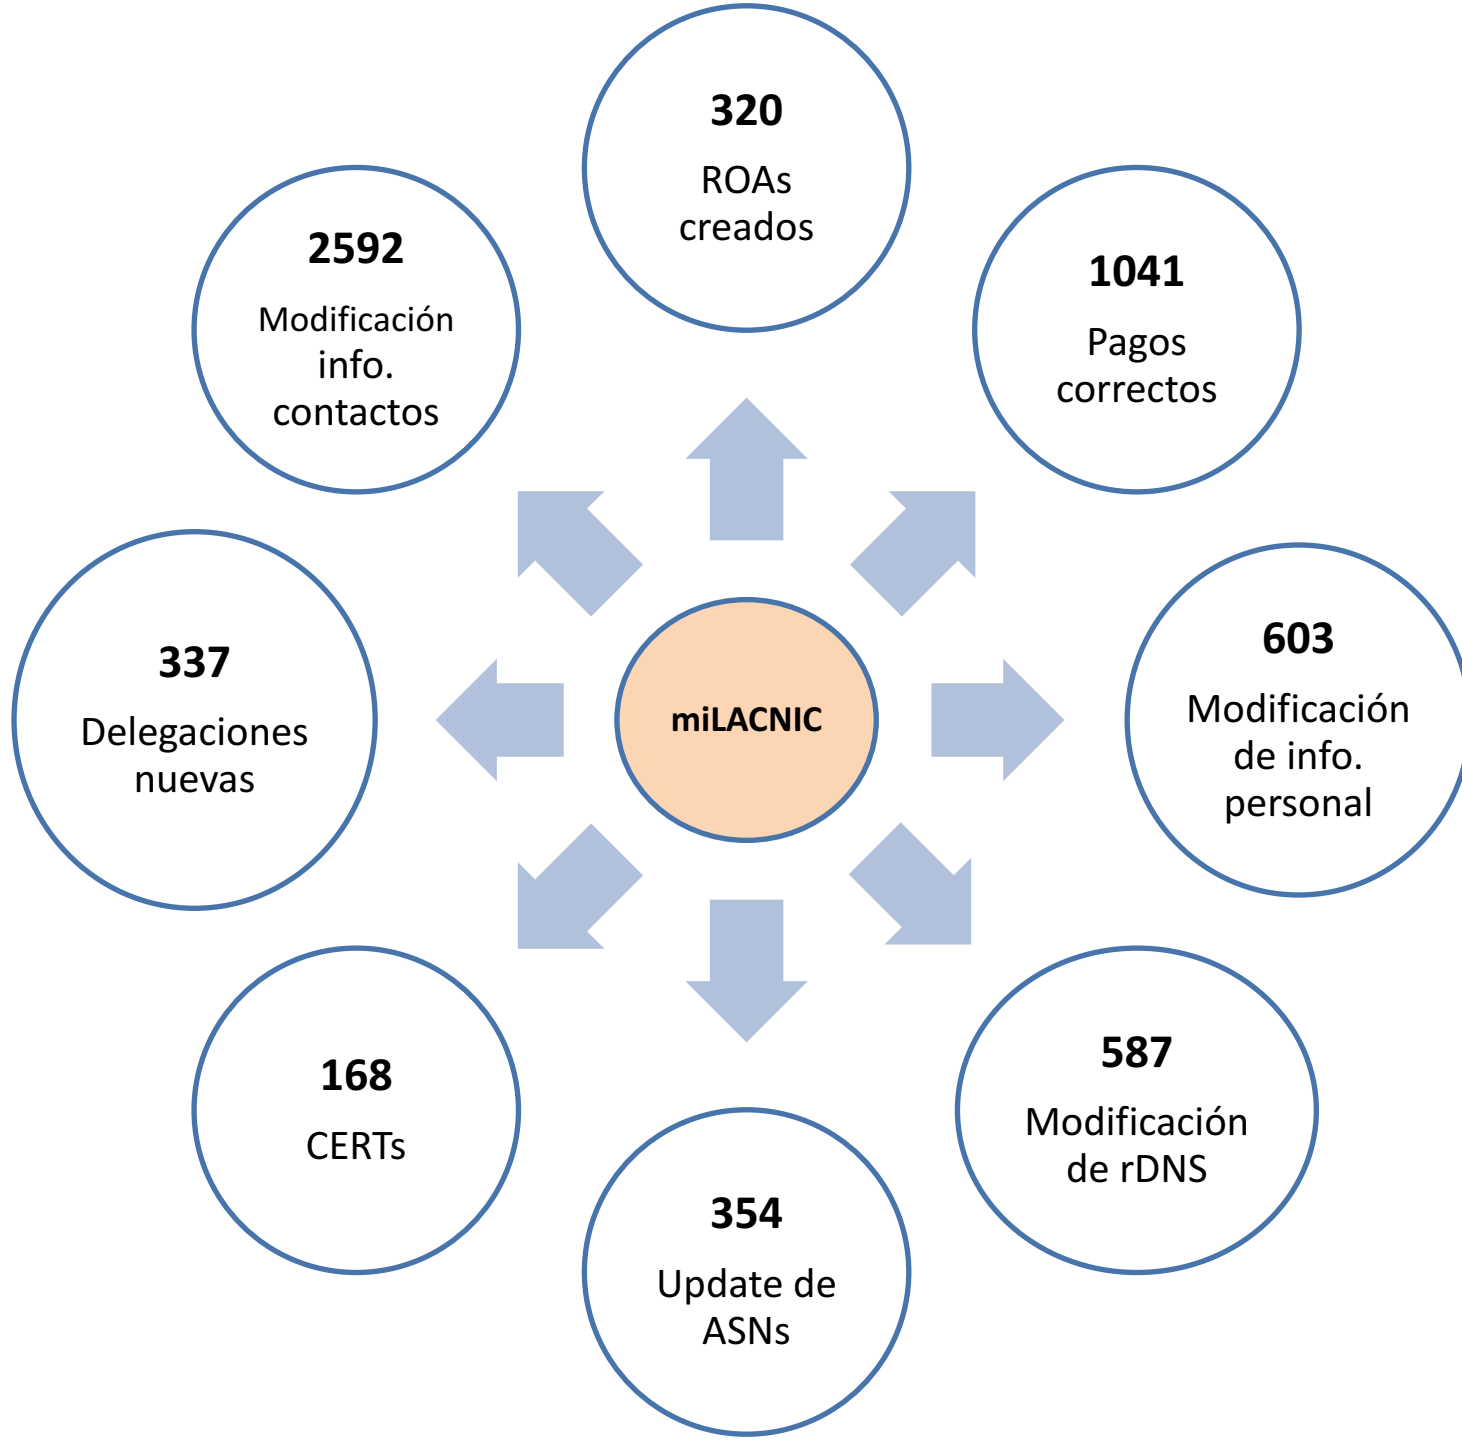 320
ROAs
creados
1041
Pagos
correctos
603
Modificación
de info.
personal
587
Modificación
de rDNS
354
Update de
ASNs
168
CERTs
337
Delegaciones
nuevas
2592
Modificación
info.
contactos
miLACNIC